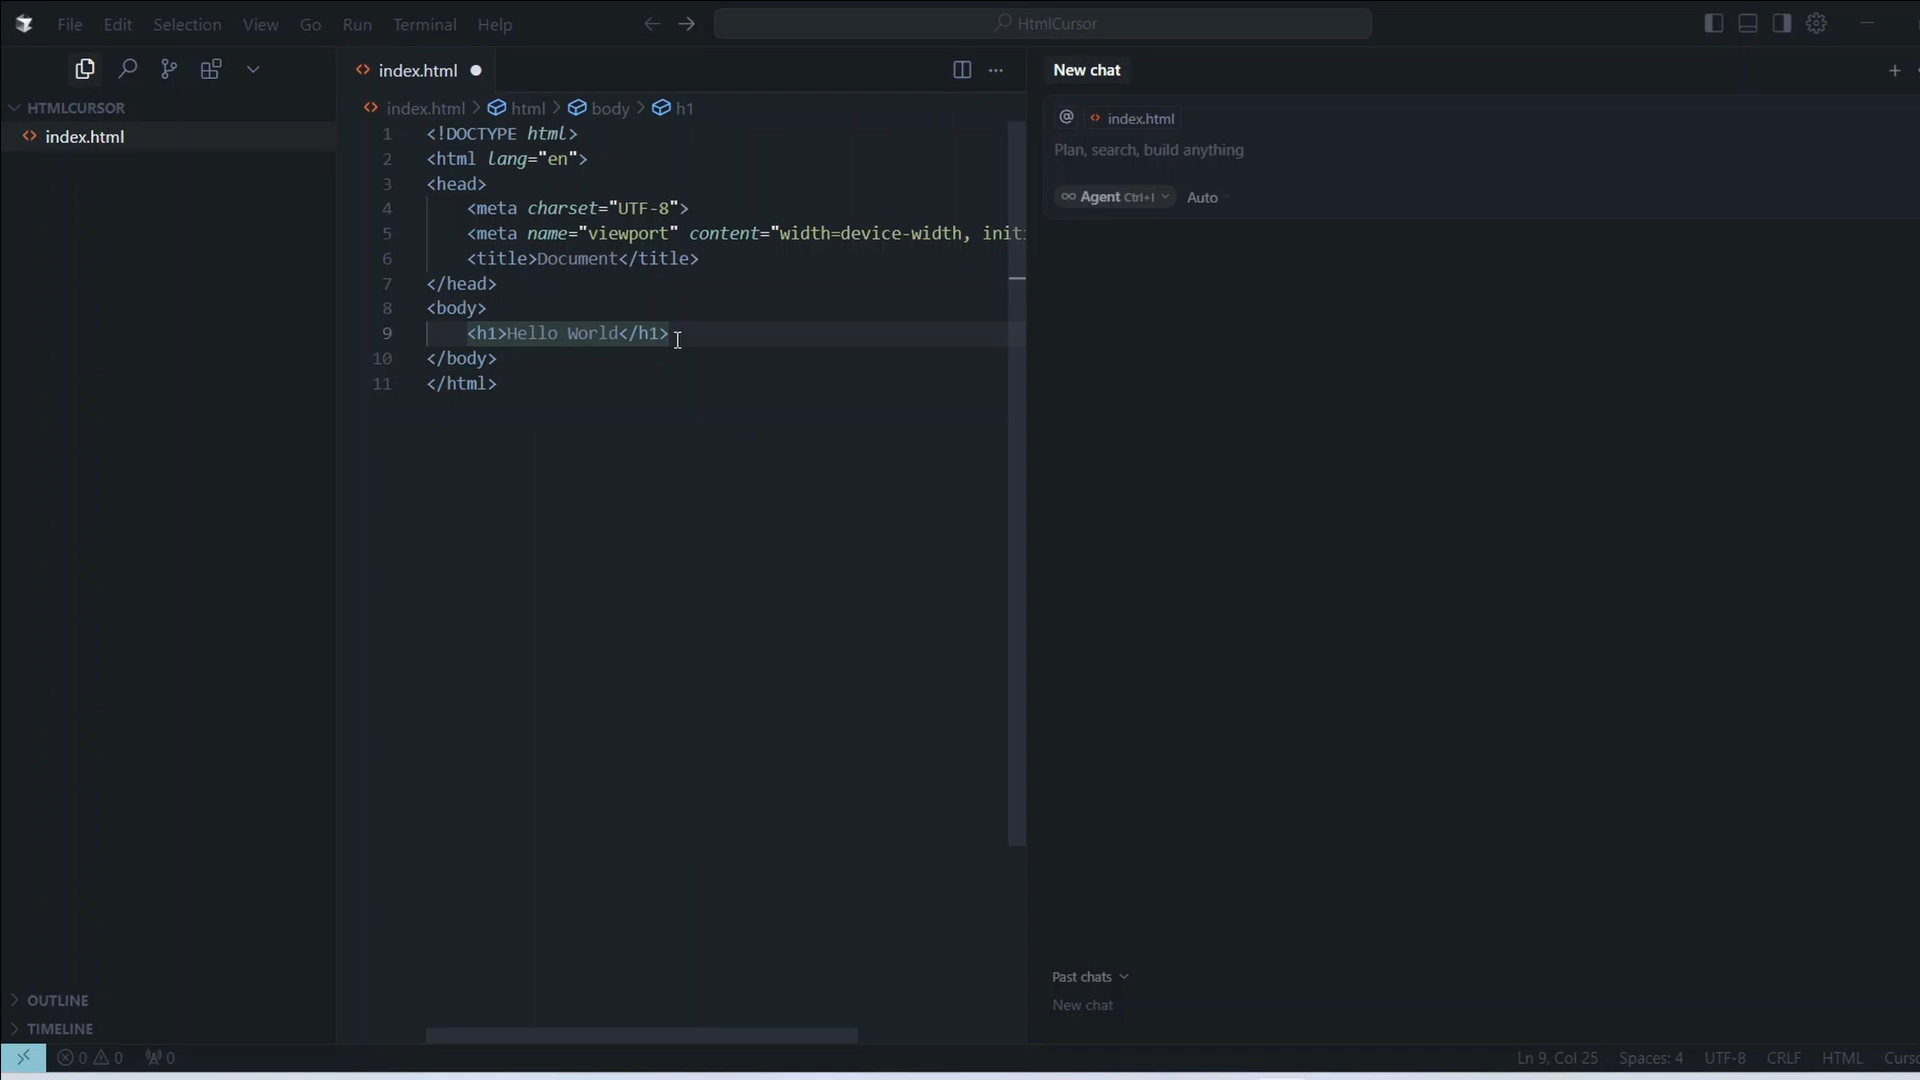 File Edit Selection View Go Run Terminal Help
HtmlCursor
HTMLCURSOR
index.html
OUTLINE
TIMELINE
index.html
index.html > html > body > h1
1 <!DOCTYPE html>
2 <html lang="en">
3 <head>
4 <meta charset="UTF-8">
5 <meta name="viewport" content="width=device-width, initi
6 <title>Document</title>
7 </head>
8 <body>
9 <h1>Hello World</h1>
10 </body>
11 </html>
New chat
@ index.html
Plan, search, build anything
Agent Ctrl+I Auto
Past chats
New chat
0 0 0
Ln 9, Col 25 Spaces: 4 UTF-8 CRLF HTML Curso